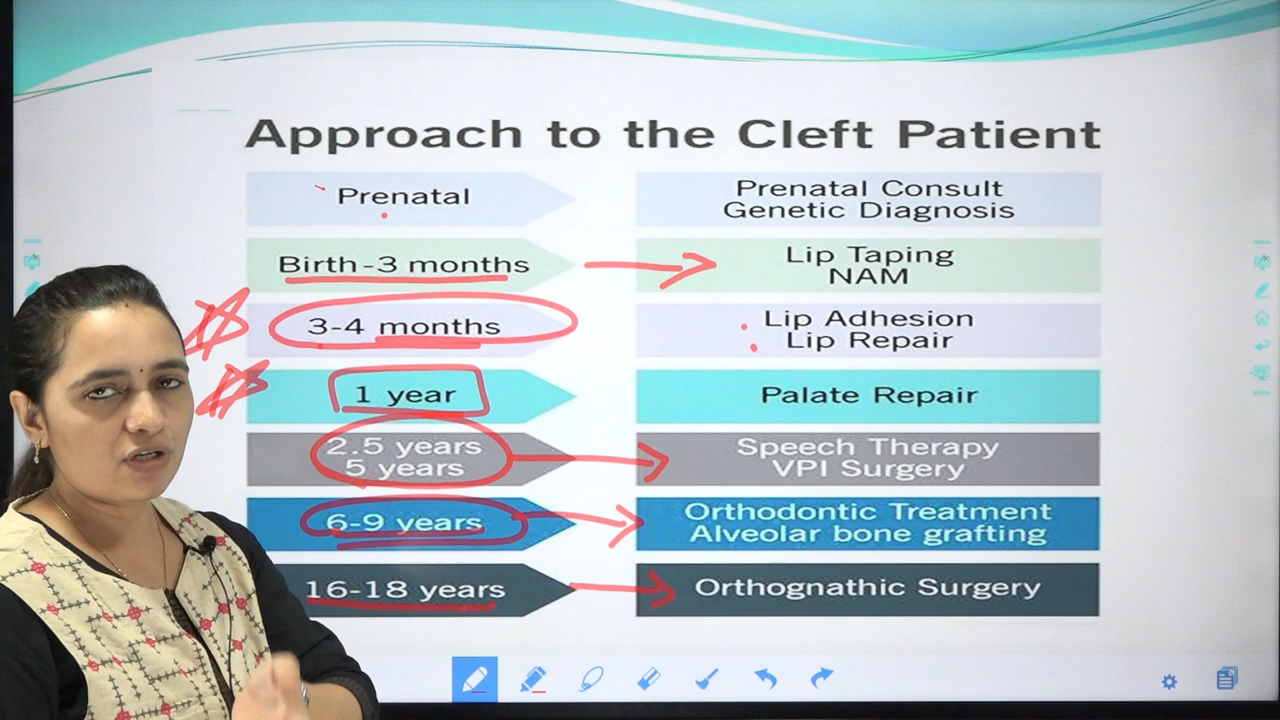 Approach to the Cleft Patient
Prenatal
Prenatal Consult
Genetic Diagnosis
Birth-3 months
Lip Taping
NAM
3-4 months
Lip Adhesion
Lip Repair
1 year
Palate Repair
2.5 years
5 years
Speech Therapy
VPI Surgery
6-9 years
Orthodontic Treatment
Alveolar bone grafting
16-18 years
Orthognathic Surgery